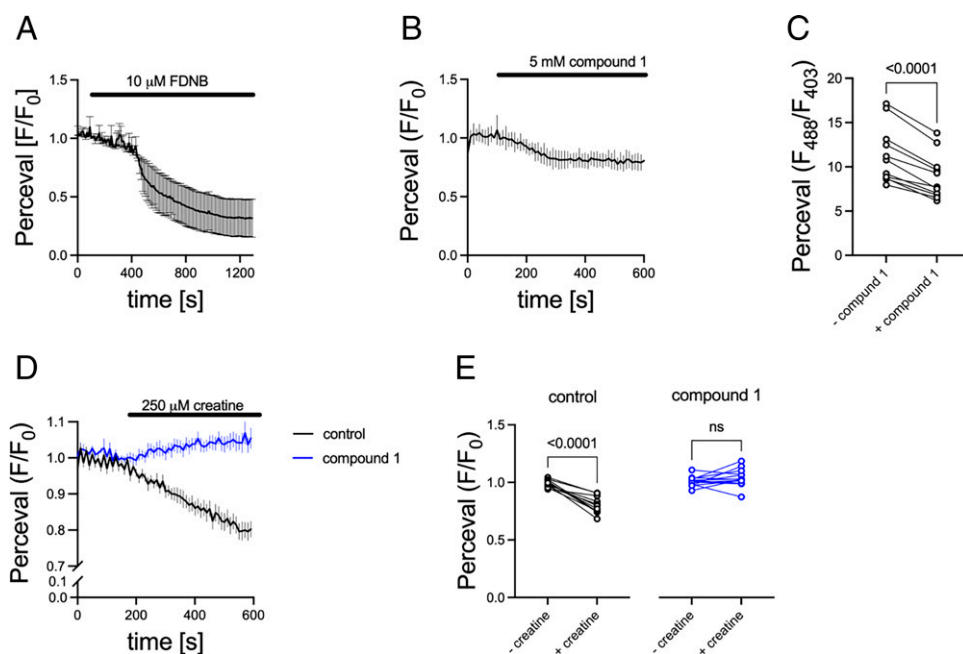 A
10 µM FDNB
Perceval [F/F0]
1.5
1.0
0.5
0.0
0
400
800
1200
time [s]
B
5 mM compound 1
Perceval (F/F0)
1.5
1.0
0.5
0.0
0
200
400
600
time [s]
C
<0.0001
Perceval (F488/F403)
20
15
10
5
0
- compound 1
+ compound 1
D
250 µM creatine
Perceval (F/F0)
1.1
1.0
0.9
0.8
0.7
0.1
0.0
0
200
400
600
time [s]
control
compound 1
E
control
compound 1
<0.0001
ns
Perceval (F/F0)
1.5
1.0
0.5
0.0
- creatine
+ creatine
- creatine
+ creatine